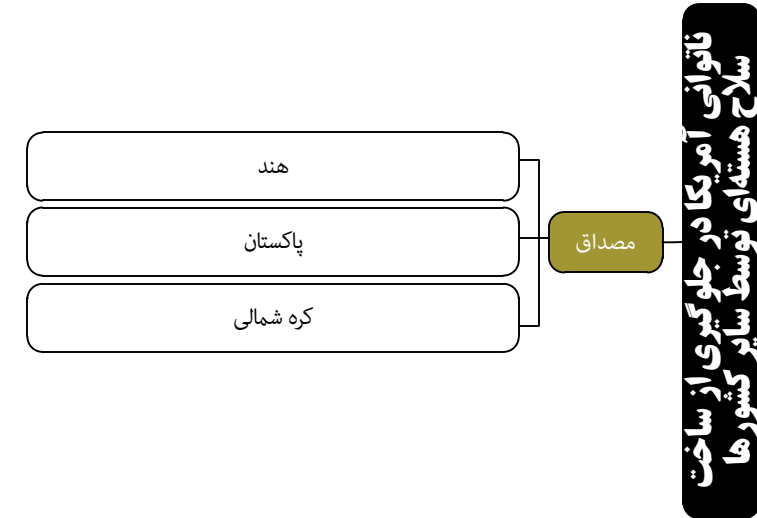 ناتوانی آمریکا در جلوگیری از ساخت
سلاح هسته‌ای توسط سایر کشورها
مصداق
هند
پاکستان
کره شمالی